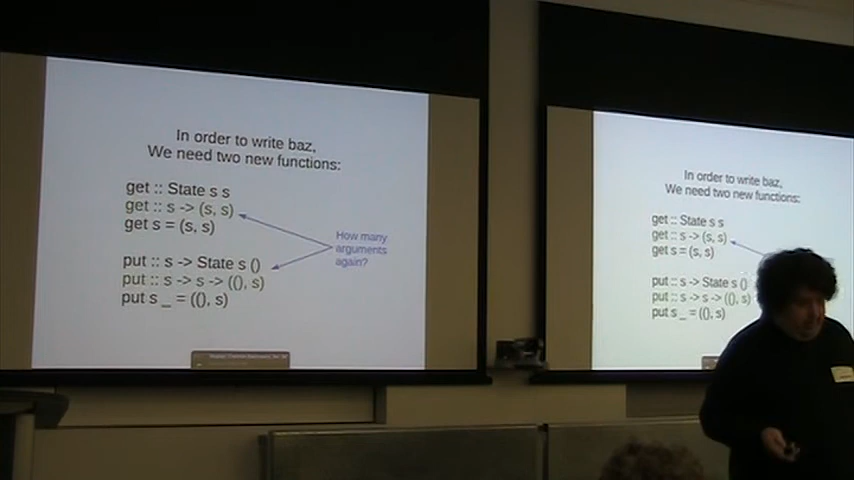 In order to write baz,
We need two new functions:
get :: State s s
get :: s -> (s, s)
get s = (s, s)
How many
arguments
again?
put :: s -> State s ()
put :: s -> s -> ((), s)
put s _ = ((), s)
In order to write baz,
We need two new functions:
get :: State s s
get :: s -> (s, s)
get s = (s, s)
put :: s -> State s ()
put :: s -> s -> ((), s)
put s _ = ((), s)